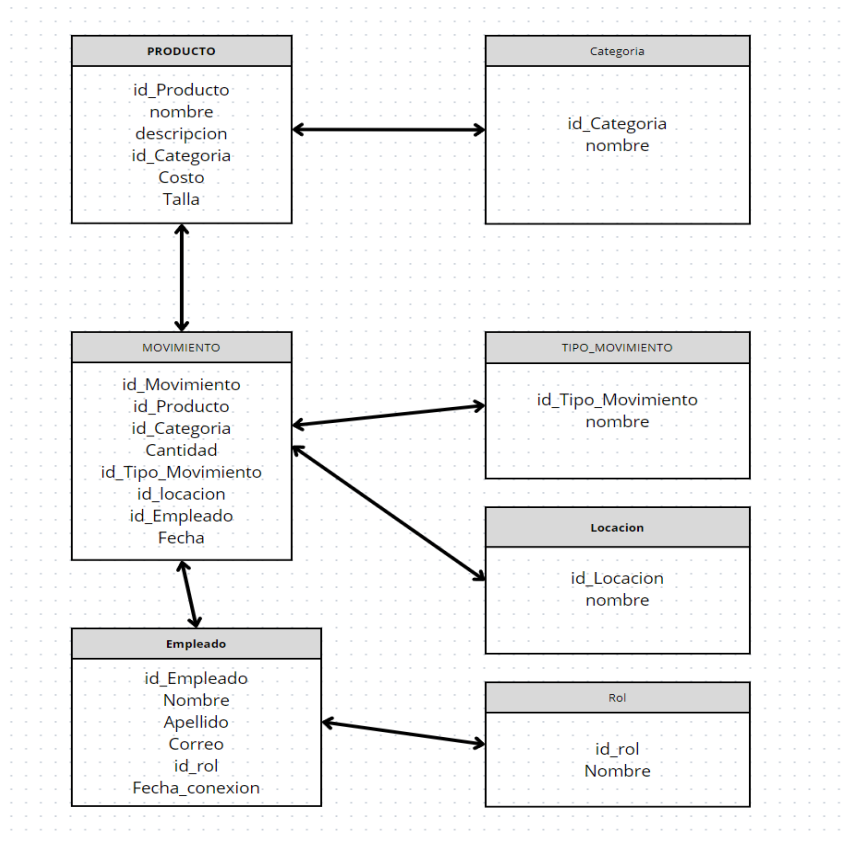 PRODUCTO
id_Producto
nombre
descripcion
id_Categoria
Costo
Talla
Categoria
id_Categoria
nombre
MOVIMIENTO
id_Movimiento
id_Producto
id_Categoria
Cantidad
id_Tipo_Movimiento
id_locacion
id_Empleado
Fecha
TIPO_MOVIMIENTO
id_Tipo_Movimiento
nombre
Locacion
id_Locacion
nombre
Empleado
id_Empleado
Nombre
Apellido
Correo
id_rol
Fecha_conexion
Rol
id_rol
Nombre